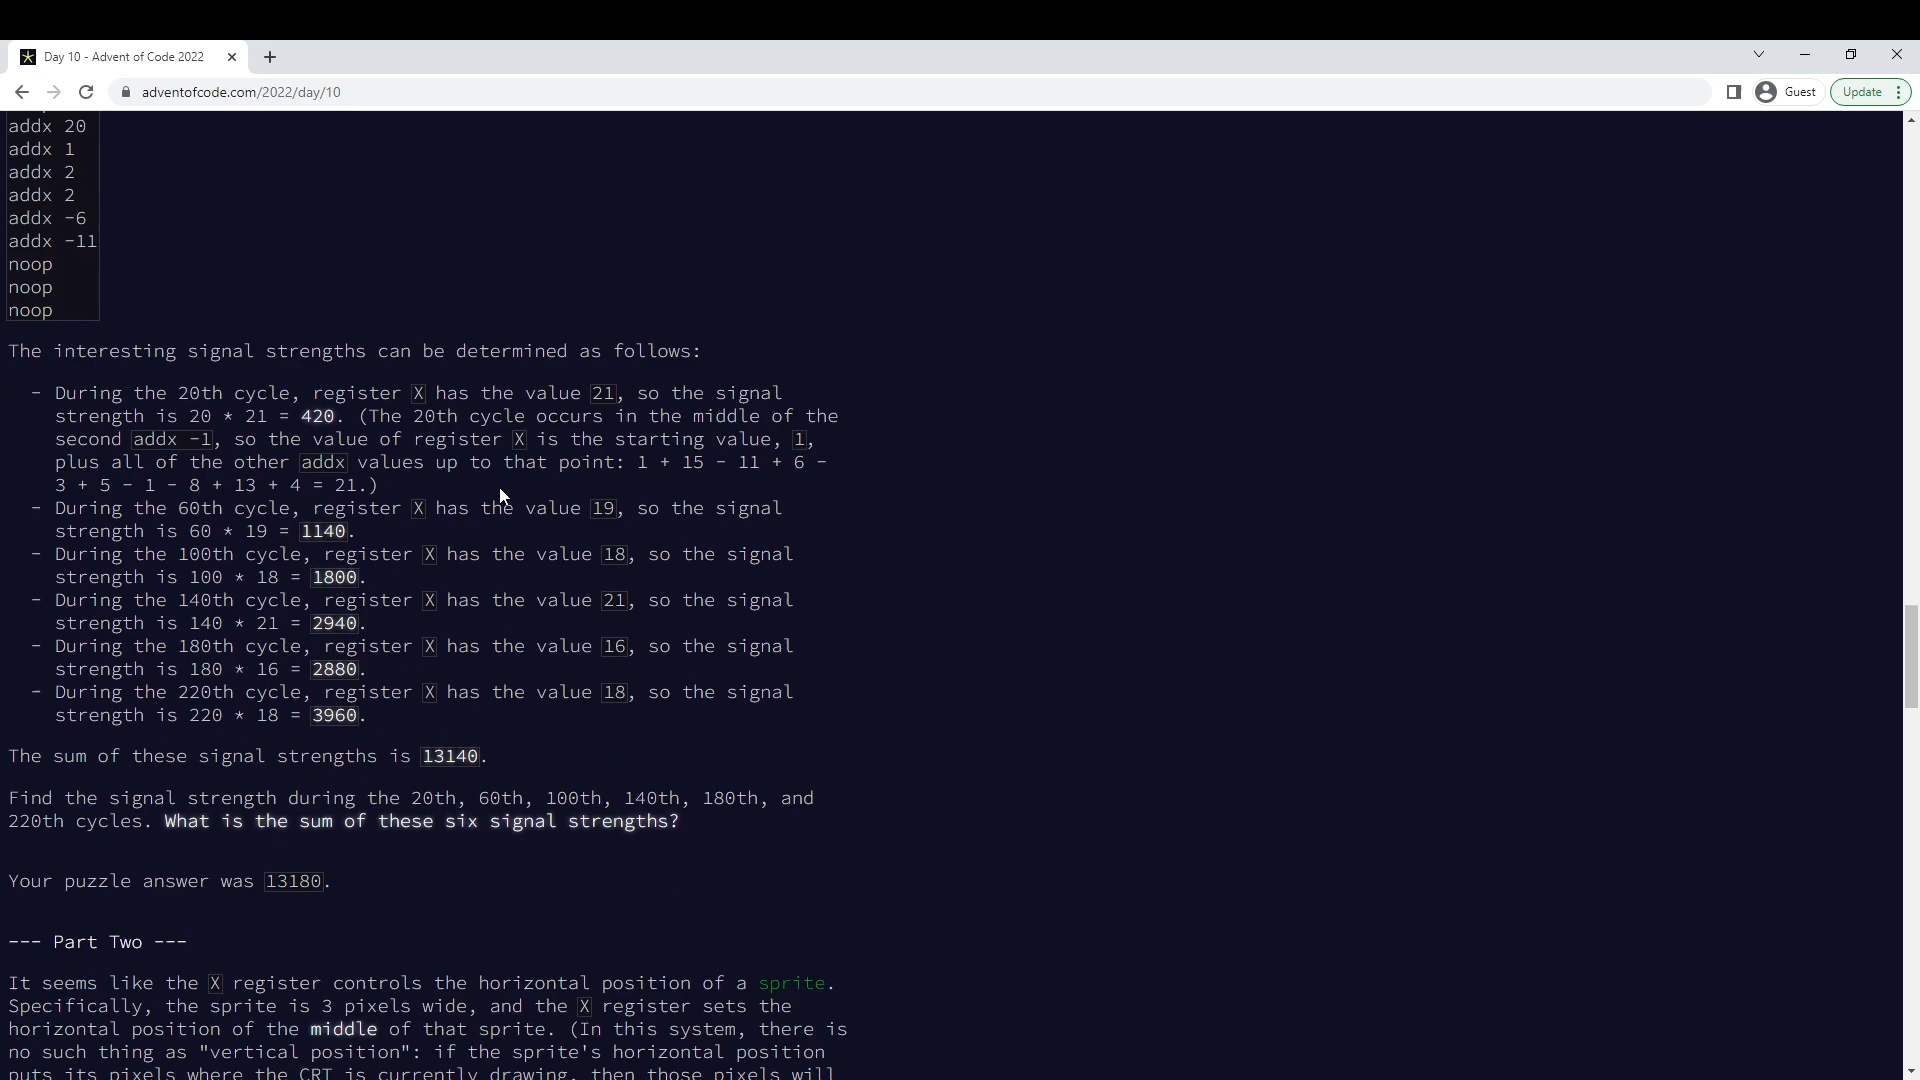 Day 10 - Advent of Code 2022
adventofcode.com/2022/day/10
Guest
Update
addx 20
addx 1
addx 2
addx 2
addx -6
addx -11
noop
noop
noop
The interesting signal strengths can be determined as follows:
- During the 20th cycle, register X has the value 21, so the signal
strength is 20 * 21 = 420. (The 20th cycle occurs in the middle of the
second addx -1, so the value of register X is the starting value, 1,
plus all of the other addx values up to that point: 1 + 15 - 11 + 6 -
3 + 5 - 1 - 8 + 13 + 4 = 21.)
- During the 60th cycle, register X has the value 19, so the signal
strength is 60 * 19 = 1140.
- During the 100th cycle, register X has the value 18, so the signal
strength is 100 * 18 = 1800.
- During the 140th cycle, register X has the value 21, so the signal
strength is 140 * 21 = 2940.
- During the 180th cycle, register X has the value 16, so the signal
strength is 180 * 16 = 2880.
- During the 220th cycle, register X has the value 18, so the signal
strength is 220 * 18 = 3960.
The sum of these signal strengths is 13140.
Find the signal strength during the 20th, 60th, 100th, 140th, 180th, and
220th cycles. What is the sum of these six signal strengths?
Your puzzle answer was 13180.
--- Part Two ---
It seems like the X register controls the horizontal position of a sprite.
Specifically, the sprite is 3 pixels wide, and the X register sets the
horizontal position of the middle of that sprite. (In this system, there is
no such thing as "vertical position": if the sprite's horizontal position
puts its pixels where the CRT is currently drawing, then those pixels will